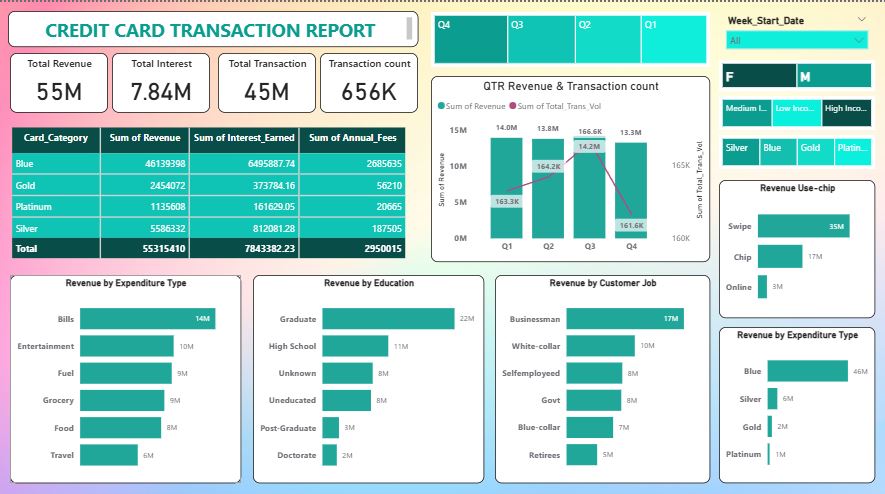 CREDIT CARD TRANSACTION REPORT
Total Revenue
55M
Total Interest
7.84M
Total Transaction
45M
Transaction count
656K
Q4 Q3 Q2 Q1
Week_Start_Date
All
F M
Medium I... Low Inco... High Inco...
Silver Blue Gold Platin...
Card_Category Sum of Revenue Sum of Interest_Earned Sum of Annual_Fees
Blue 46139398 6495887.74 2685635
Gold 2454072 373784.16 56210
Platinum 1135608 161629.05 20665
Silver 5586332 812081.28 187505
Total 55315410 7843382.23 2950015
QTR Revenue & Transaction count
Sum of Revenue Sum of Total_Trans_Vol
Sum of Revenue
15M
10M
5M
0M
14.0M 13.8M 166.6K 13.3M
14.2M
164.2K
163.3K
161.6K
Q1 Q2 Q3 Q4
165K
160K
Sum of Total_Trans_Vol
Revenue Use-chip
Swipe 35M
Chip 17M
Online 3M
Revenue by Expenditure Type
Bills 14M
Entertainment 10M
Fuel 9M
Grocery 9M
Food 8M
Travel 6M
Revenue by Education
Graduate 22M
High School 11M
Unknown 8M
Uneducated 8M
Post-Graduate 3M
Doctorate 2M
Revenue by Customer Job
Businessman 17M
White-collar 10M
Selfemployeed 8M
Govt 8M
Blue-collar 7M
Retirees 5M
Revenue by Expenditure Type
Blue 46M
Silver 6M
Gold 2M
Platinum 1M